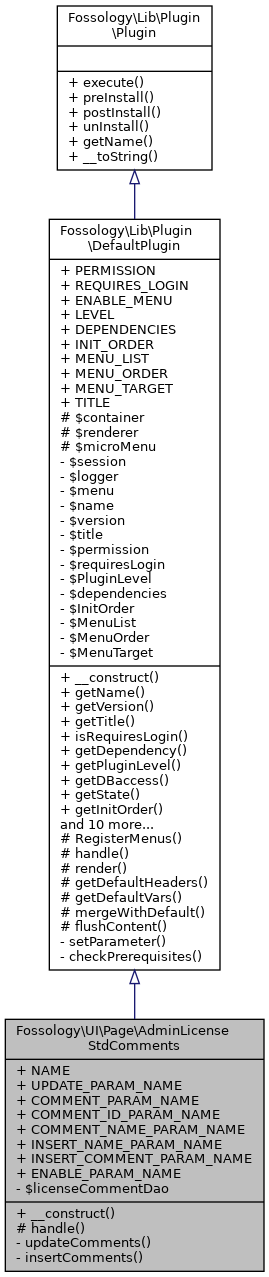 Fossology\Lib\Plugin
\Plugin
+ execute()
+ preInstall()
+ postInstall()
+ unInstall()
+ getName()
+ __toString()
Fossology\Lib\Plugin
\DefaultPlugin
+ PERMISSION
+ REQUIRES_LOGIN
+ ENABLE_MENU
+ LEVEL
+ DEPENDENCIES
+ INIT_ORDER
+ MENU_LIST
+ MENU_ORDER
+ MENU_TARGET
+ TITLE
# $container
# $renderer
# $microMenu
- $session
- $logger
- $menu
- $name
- $version
- $title
- $permission
- $requiresLogin
- $PluginLevel
- $dependencies
- $InitOrder
- $MenuList
- $MenuOrder
- $MenuTarget
+ __construct()
+ getName()
+ getVersion()
+ getTitle()
+ isRequiresLogin()
+ getDependency()
+ getPluginLevel()
+ getDBaccess()
+ getState()
+ getInitOrder()
and 10 more...
# RegisterMenus()
# handle()
# render()
# getDefaultHeaders()
# getDefaultVars()
# mergeWithDefault()
# flushContent()
- setParameter()
- checkPrerequisites()
Fossology\UI\Page\AdminLicense
StdComments
+ NAME
+ UPDATE_PARAM_NAME
+ COMMENT_PARAM_NAME
+ COMMENT_ID_PARAM_NAME
+ COMMENT_NAME_PARAM_NAME
+ INSERT_NAME_PARAM_NAME
+ INSERT_COMMENT_PARAM_NAME
+ ENABLE_PARAM_NAME
- $licenseCommentDao
+ __construct()
# handle()
- updateComments()
- insertComments()